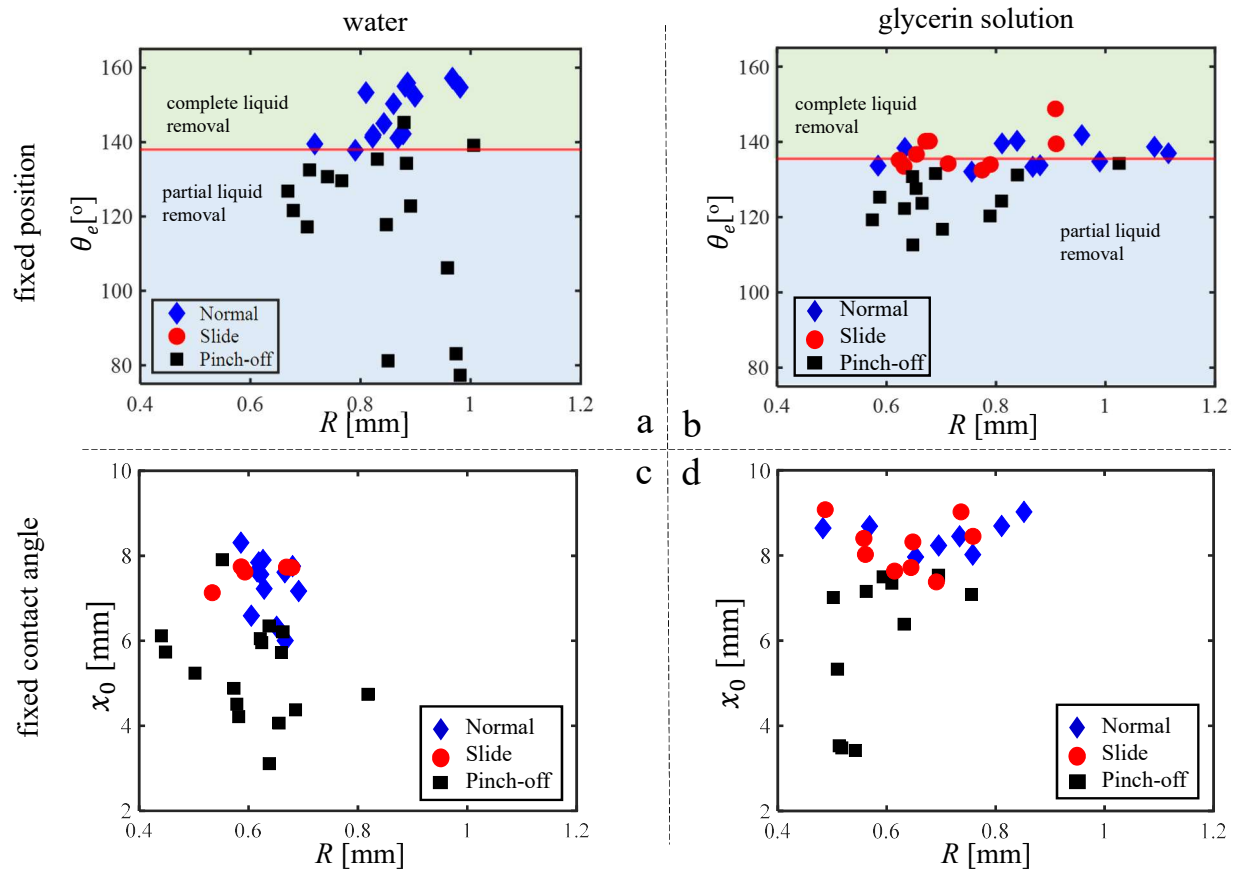 water
glycerin solution
fixed position
θe[°]
160
140
120
100
80
complete liquid
removal
partial liquid
removal
Normal
Slide
Pinch-off
0.4
0.6
0.8
1
1.2
R [mm]
a
θe[°]
160
140
120
100
80
complete liquid
removal
partial liquid
removal
Normal
Slide
Pinch-off
0.4
0.6
0.8
1
1.2
R [mm]
b
fixed contact angle
c
x0 [mm]
10
8
6
4
2
Normal
Slide
Pinch-off
0.4
0.6
0.8
1
1.2
R [mm]
d
x0 [mm]
10
8
6
4
2
Normal
Slide
Pinch-off
0.4
0.6
0.8
1
1.2
R [mm]